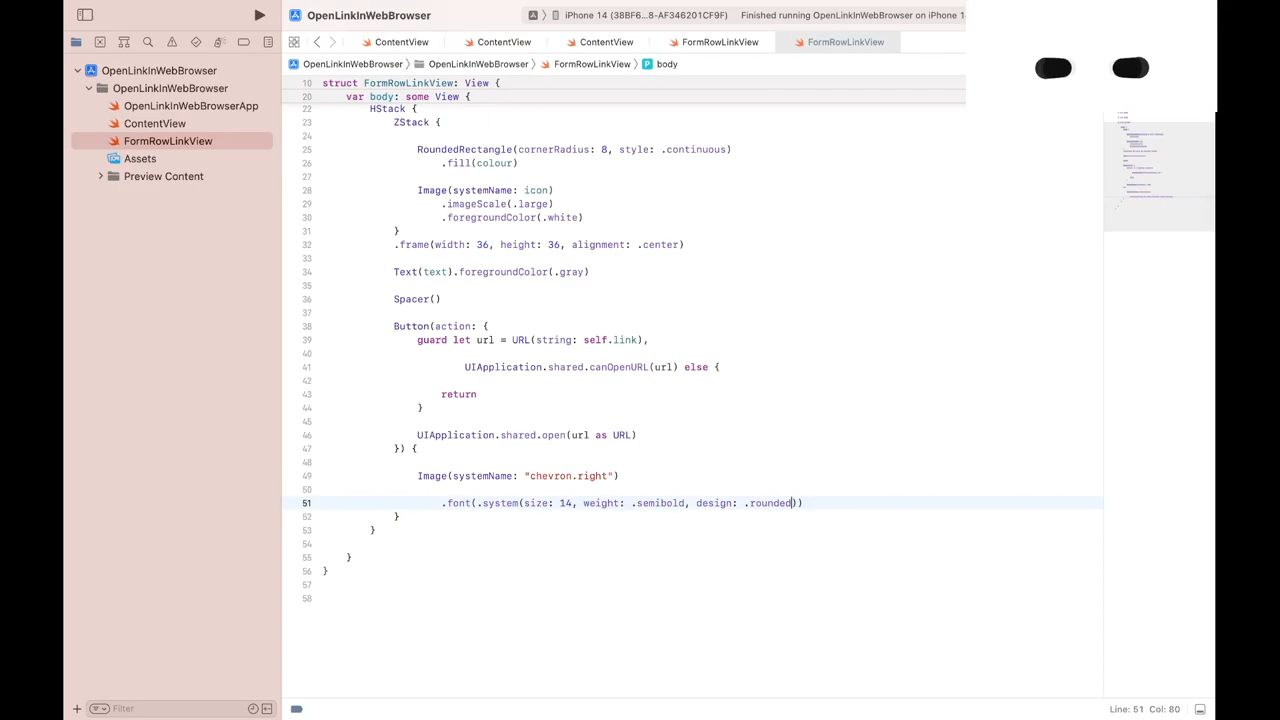 OpenLinkInWebBrowser
iPhone 14 (38BF6...8-AF346201CF9F)
Finished running OpenLinkInWebBrowser on iPhone 14
ContentView
ContentView
ContentView
FormRowLinkView
FormRowLinkView
OpenLinkInWebBrowser
OpenLinkInWebBrowser
FormRowLinkView
body
OpenLinkInWebBrowser
OpenLinkInWebBrowser
OpenLinkInWebBrowserApp
ContentView
FormRowLinkView
Assets
Preview Content
10 struct FormRowLinkView: View {
20 var body: some View {
22 HStack {
23 ZStack {
24
25 RoundedRectangle(cornerRadius: 8, style: .continuous)
26 .fill(colour)
27
28 Image(systemName: icon)
29 .imageScale(.large)
30 .foregroundColor(.white)
31 }
32 .frame(width: 36, height: 36, alignment: .center)
33
34 Text(text).foregroundColor(.gray)
35
36 Spacer()
37
38 Button(action: {
39 guard let url = URL(string: self.link),
40
41 UIApplication.shared.canOpenURL(url) else {
42
43 return
44 }
45
46 UIApplication.shared.open(url as URL)
47 }) {
48
49 Image(systemName: "chevron.right")
50
51 .font(.system(size: 14, weight: .semibold, design: .rounded))
52 }
53 }
54
55 }
56 }
57
58
Filter
Line: 51 Col: 80